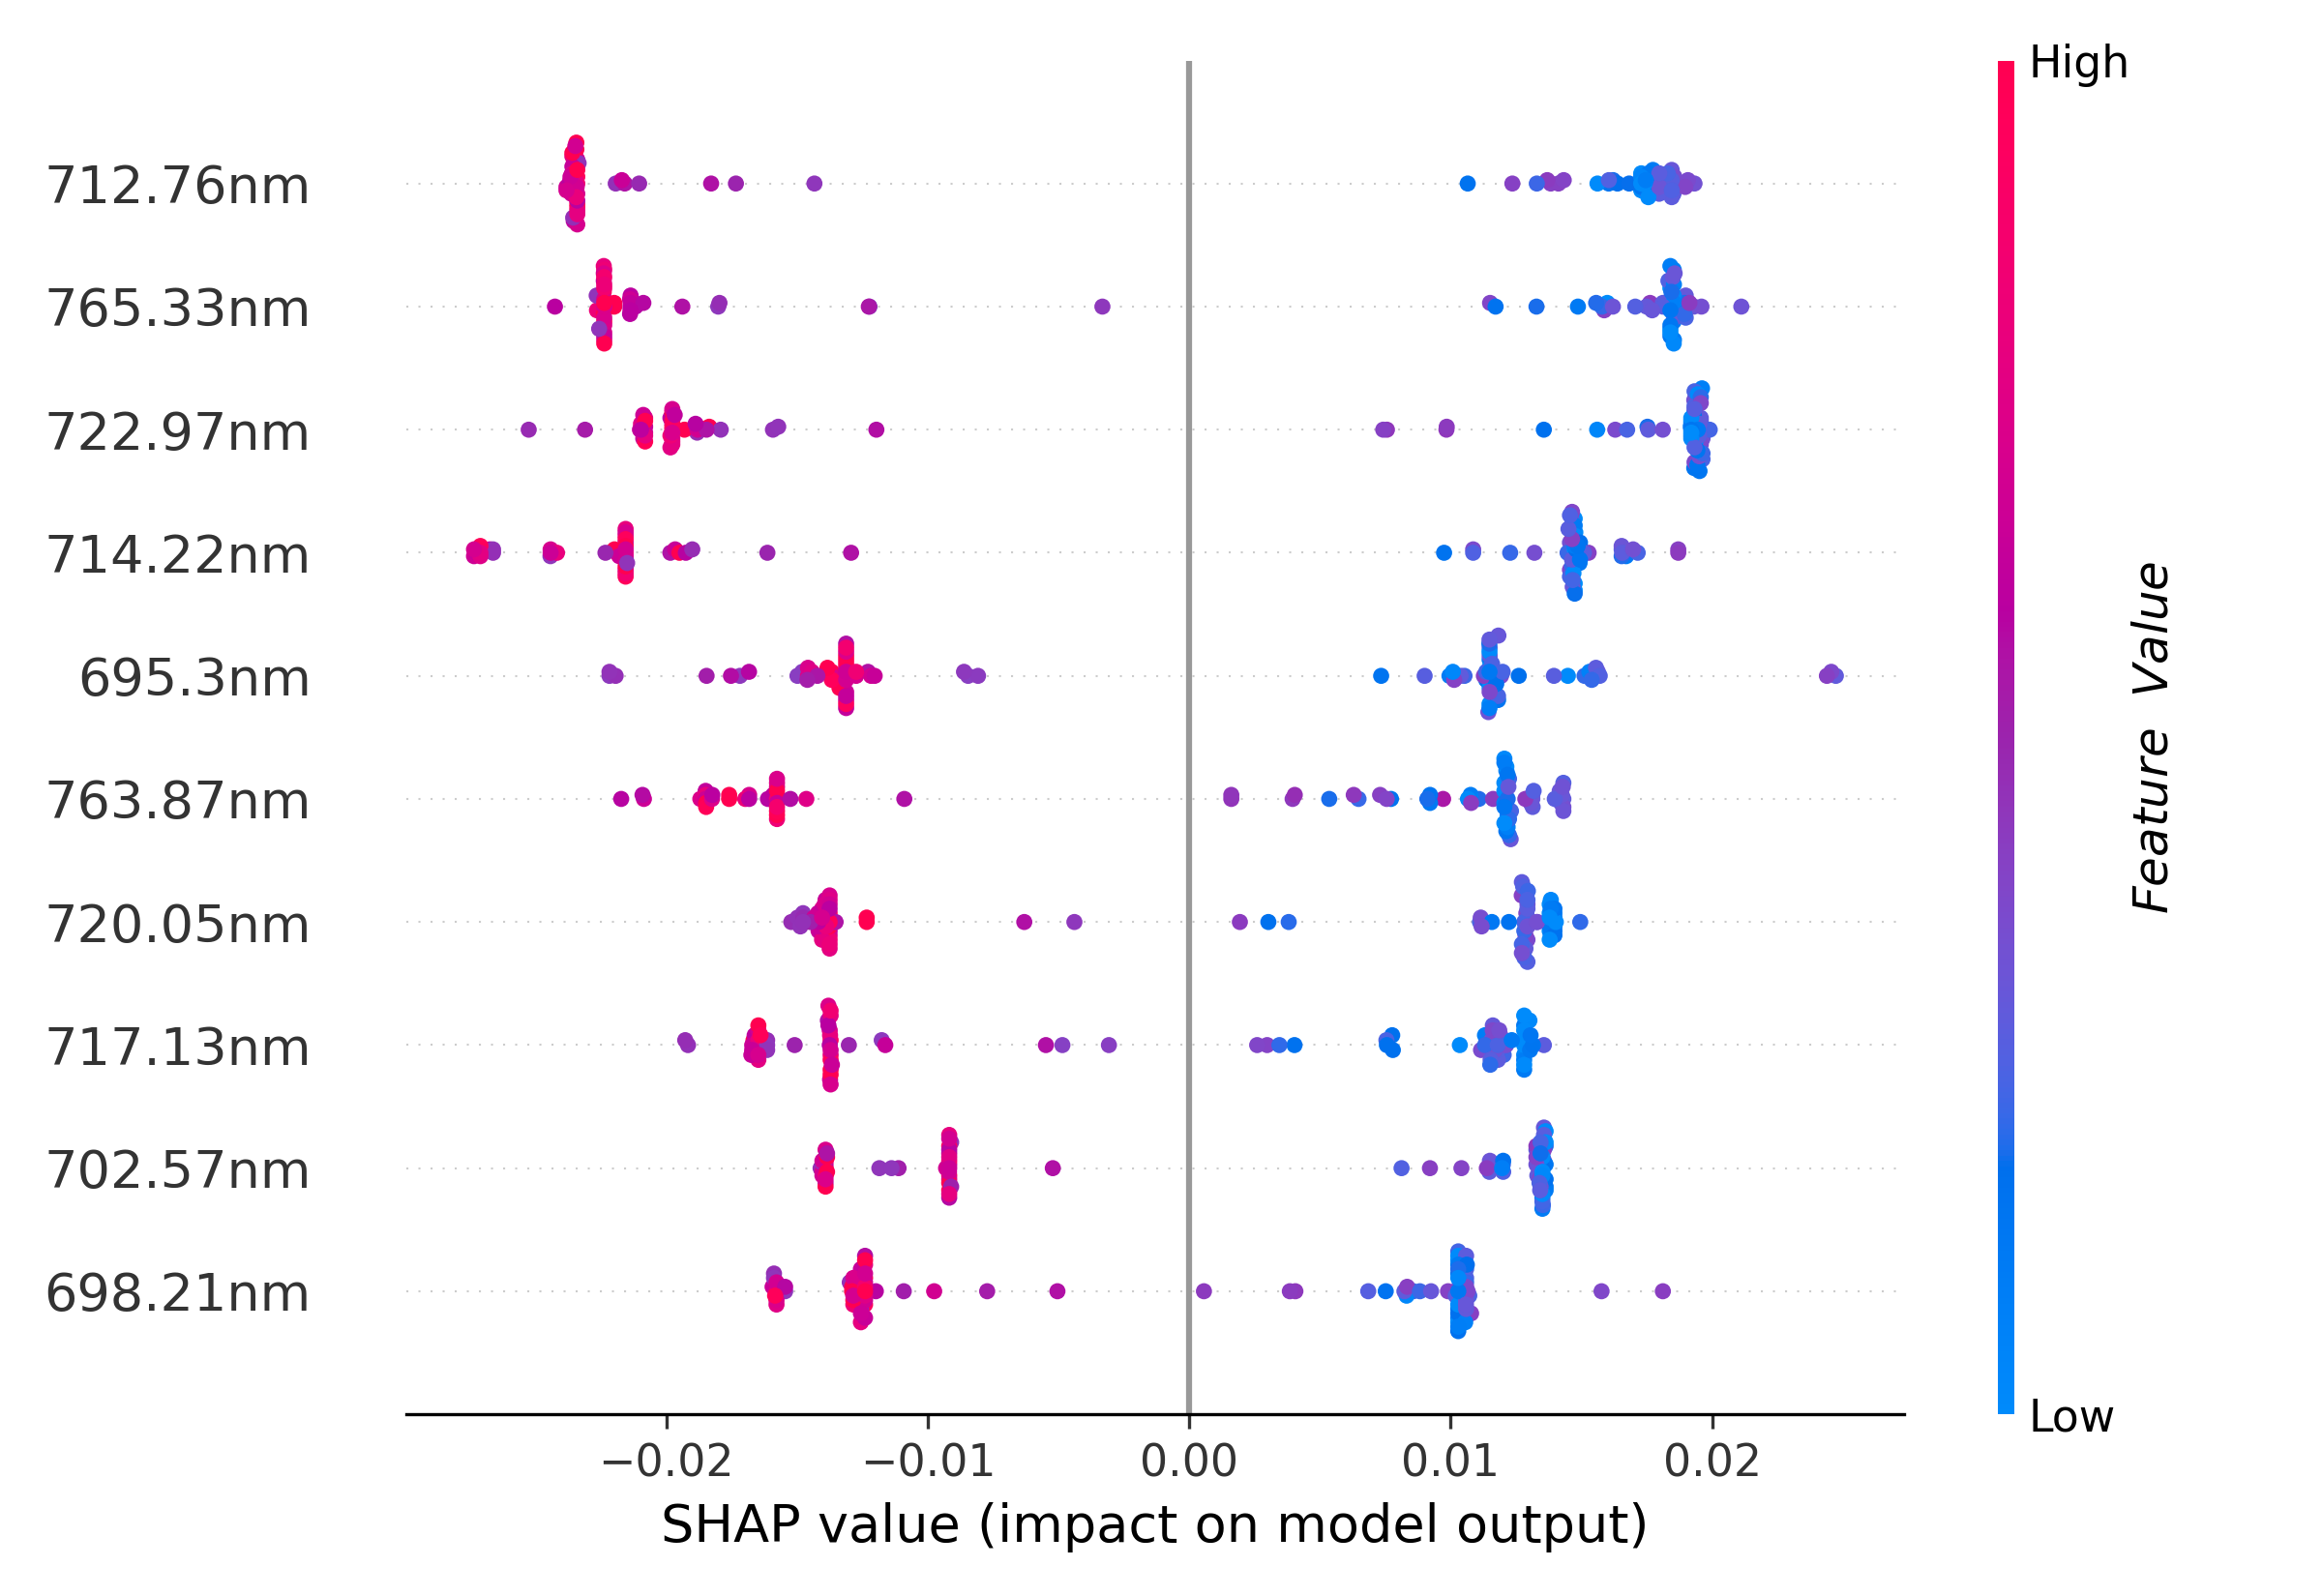 High
712.76nm
765.33nm
722.97nm
714.22nm
695.3nm
763.87nm
720.05nm
717.13nm
702.57nm
698.21nm
Feature Value
Low
−0.02 −0.01 0.00 0.01 0.02
SHAP value (impact on model output)